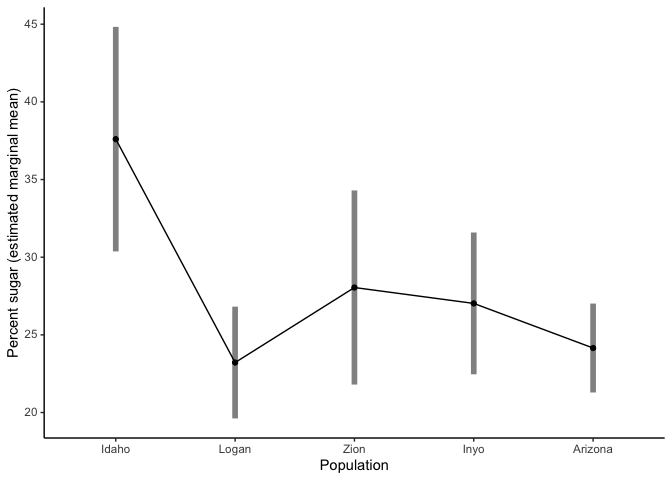 Percent sugar (estimated marginal mean)
45
40
35
30
25
20
Idaho Logan Zion Inyo Arizona
Population